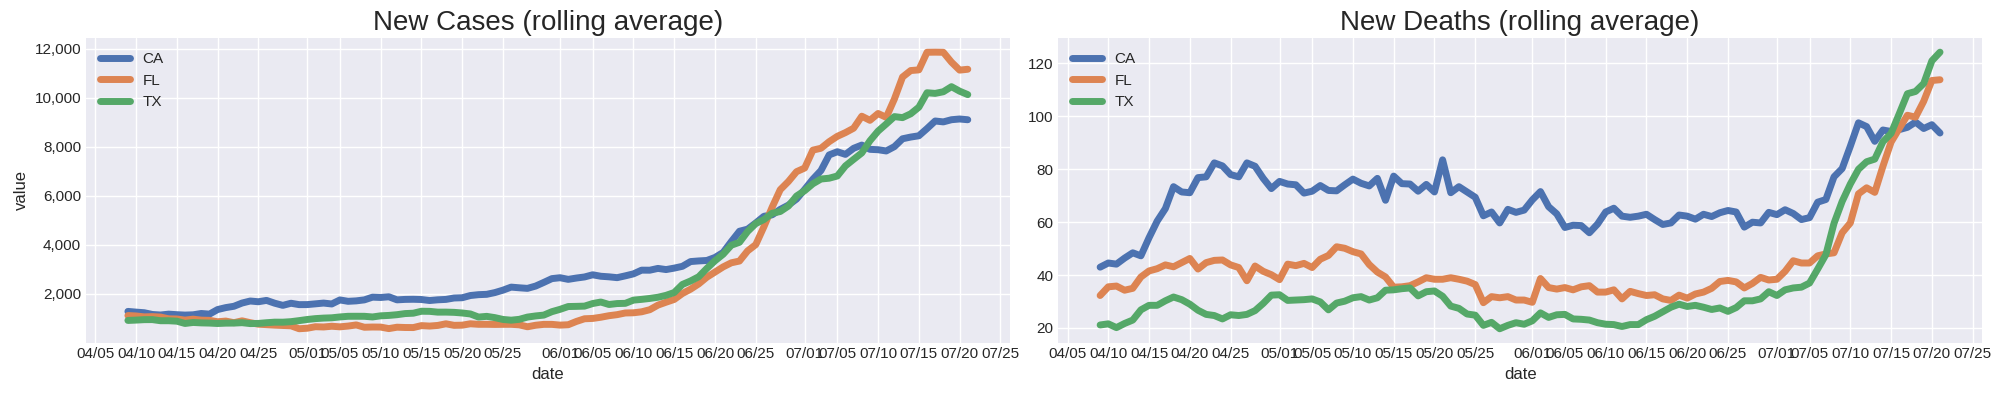 New Cases (rolling average)
12,000
10,000
8,000
6,000
4,000
2,000
value
CA
FL
TX
04/05 04/10 04/15 04/20 04/25 05/01 05/05 05/10 05/15 05/20 05/25 06/01 06/05 06/10 06/15 06/20 06/25 07/01 07/05 07/10 07/15 07/20 07/25
date
New Deaths (rolling average)
120
100
80
60
40
20
CA
FL
TX
04/05 04/10 04/15 04/20 04/25 05/01 05/05 05/10 05/15 05/20 05/25 06/01 06/05 06/10 06/15 06/20 06/25 07/01 07/05 07/10 07/15 07/20 07/25
date